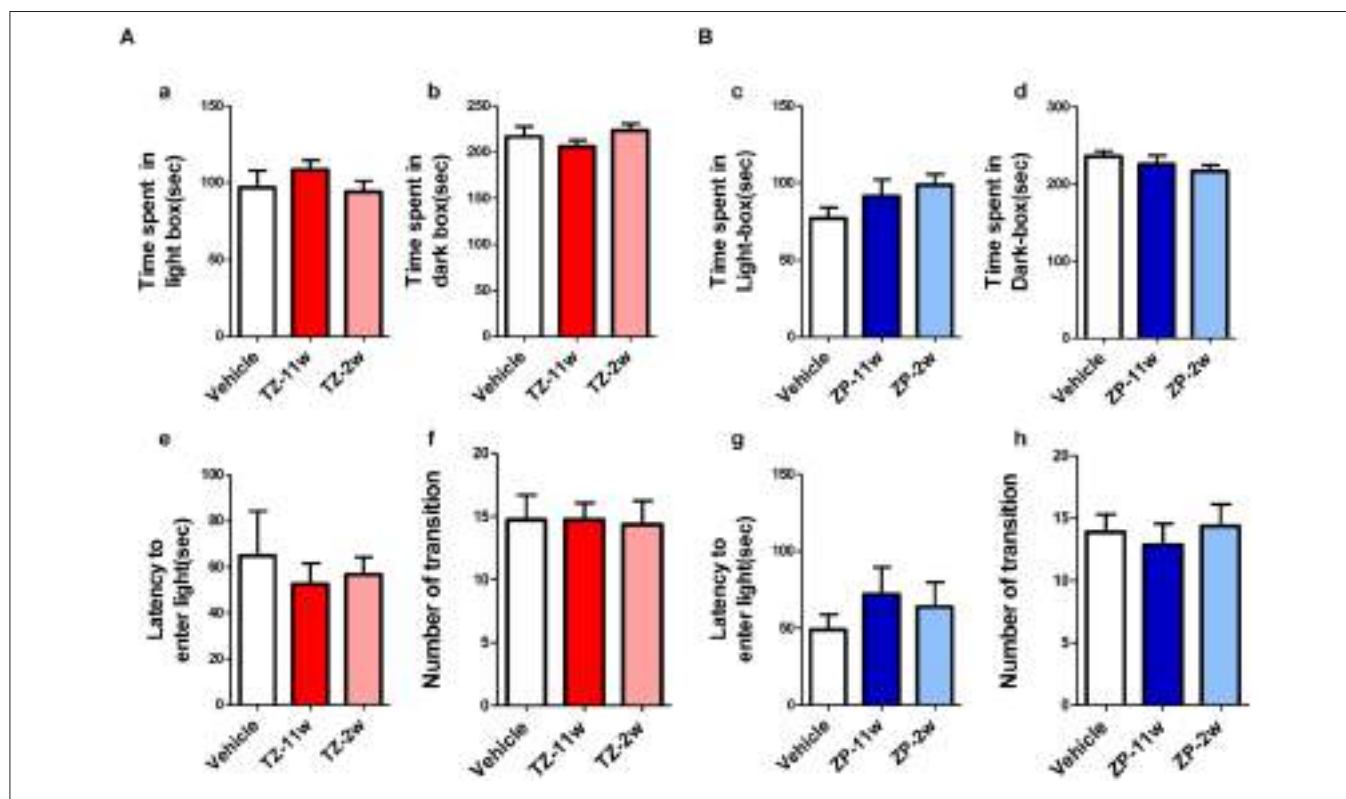 A
B
a
Time spent in
light box(sec)
150
100
50
0
Vehicle
TZ-11w
TZ-2w
b
Time spent in
dark box(sec)
250
200
150
100
50
0
Vehicle
TZ-11w
TZ-2w
c
Time spent in
Light-box(sec)
150
100
50
0
Vehicle
ZP-11w
ZP-2w
d
Time spent in
Dark-box(sec)
300
200
100
0
Vehicle
ZP-11w
ZP-2w
e
Latency to
enter light(sec)
100
80
60
40
20
0
Vehicle
TZ-11w
TZ-2w
f
Number of transition
20
15
10
5
0
Vehicle
TZ-11w
TZ-2w
g
Latency to
enter light(sec)
150
100
50
0
Vehicle
ZP-11w
ZP-2w
h
Number of transition
20
15
10
5
0
Vehicle
ZP-11w
ZP-2w